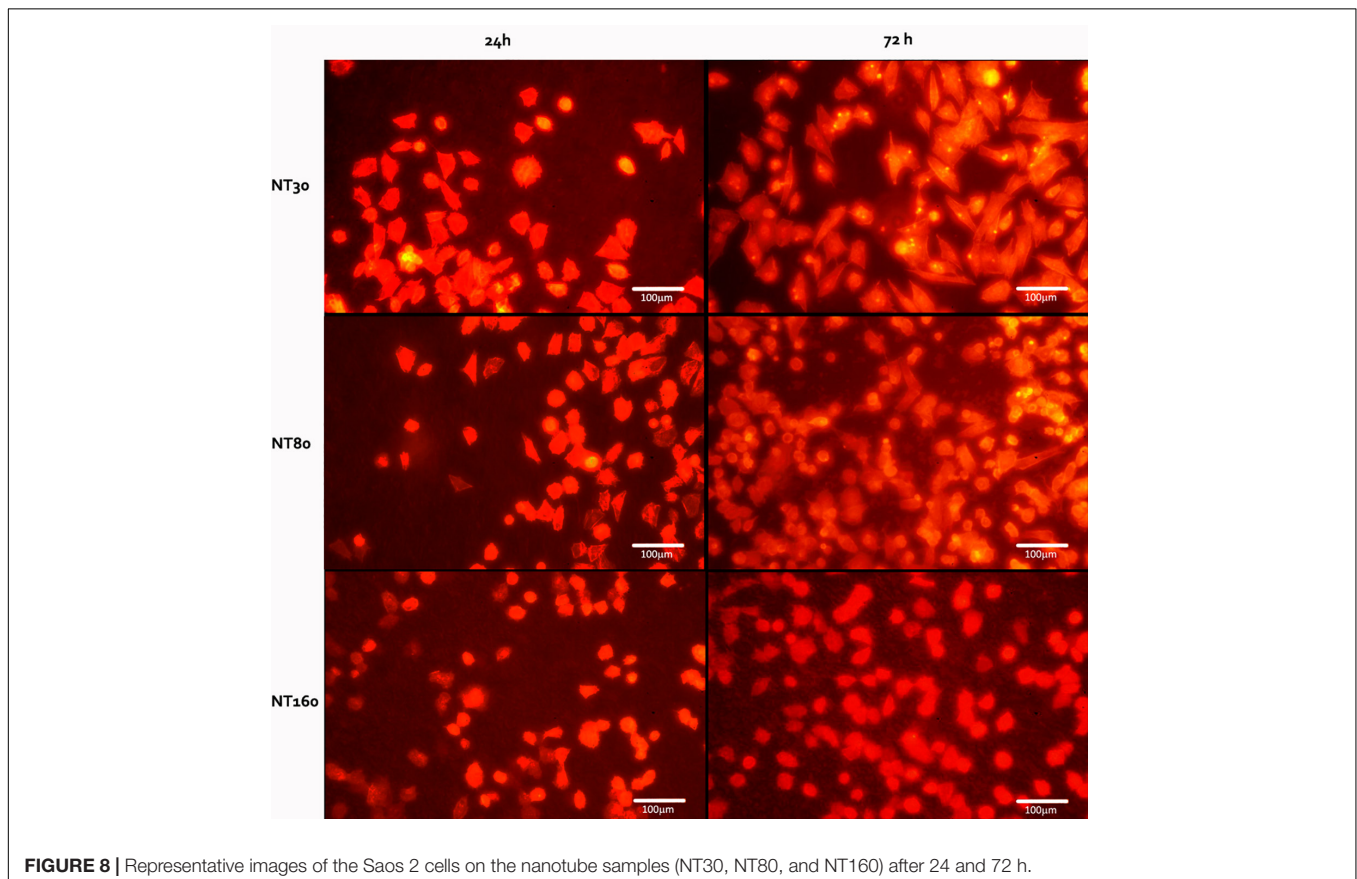 24h 72 h
NT30
100μm 100μm
NT80
100μm 100μm
NT160
100μm 100μm
FIGURE 8 | Representative images of the Saos 2 cells on the nanotube samples (NT30, NT80, and NT160) after 24 and 72 h.